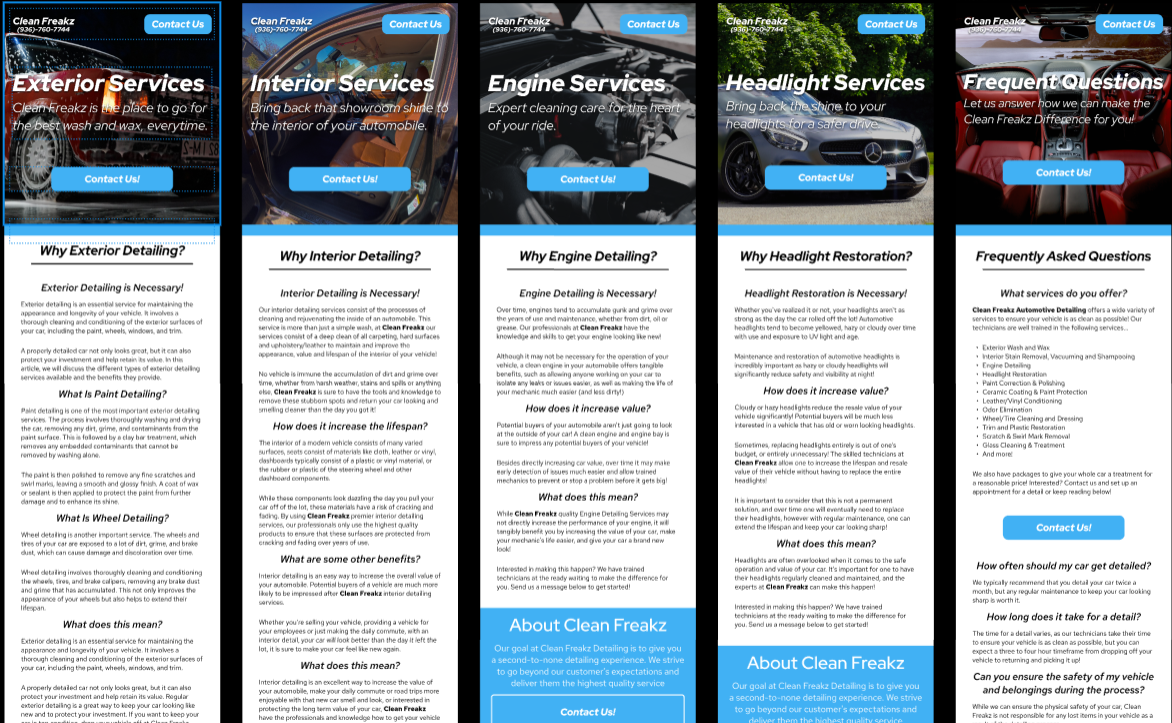 Clean Freakz
(936)-760-7744
Contact Us
Exterior Services
Clean Freakz is the place to go for
the best wash and wax, everytime.
Contact Us!
Why Exterior Detailing?
Exterior Detailing is Necessary!
Exterior detailing is an essential service for maintaining the
appearance and longevity of your vehicle. It involves a
thorough cleaning and conditioning of the exterior surfaces of
your car, including the paint, wheels, windows, and trim.
A properly detailed car not only looks great, but it can also
protect your investment and help retain its value. In this
article, we will discuss the different types of exterior detailing
services available and the benefits they provide.
What Is Paint Detailing?
Paint detailing is one of the most important exterior detailing
services. The process involves thoroughly washing and drying
the car, removing any dirt, grime, and contaminants from the
paint surface. This is followed by a clay bar treatment, which
removes any embedded contaminants that cannot be
removed by washing alone.
The paint is then polished to remove any fine scratches and
swirl marks, leaving a smooth and glossy finish. A coat of wax
or sealant is then applied to protect the paint from further
damage and to enhance its shine.
What Is Wheel Detailing?
Wheel detailing is another important service. The wheels and
tires of your car are exposed to a lot of dirt, grime, and brake
dust, which can cause damage and discoloration over time.
Wheel detailing involves thoroughly cleaning and conditioning
the wheels, tires, and brake calipers, removing any brake dust
and grime that has accumulated. This not only improves the
appearance of your wheels but also helps to extend their
lifespan.
What does this mean?
Exterior detailing is an essential service for maintaining the
appearance and longevity of your vehicle. It involves a
thorough cleaning and conditioning of the exterior surfaces of
your car, including the paint, wheels, windows, and trim.
A properly detailed car not only looks great, but it can also
protect your investment and help retain its value. Regular
exterior detailing is a great way to keep your car looking like
new and to protect your investment. If you want to keep your
Clean Freakz
(936)-760-7744
Contact Us
Interior Services
Bring back that showroom shine to
the interior of your automobile.
Contact Us!
Why Interior Detailing?
Interior Detailing is Necessary!
Our interior detailing services consist of the processes of
cleaning and rejuvenating the inside of an automobile. This
service is more than just a simple wash, at Clean Freakz our
services consist of a deep clean of all carpeting, hard surfaces
and upholstery/leather to maintain and improve the
appearance, value and lifespan of the interior of your vehicle!
No vehicle is immune the accumulation of dirt and grime over
time, whether from harsh weather, stains and spills or anything
else, Clean Freakz is sure to have the tools and knowledge to
remove these stubborn spots and return your car looking and
smelling cleaner than the day you got it!
How does it increase the lifespan?
The interior of a modern vehicle consists of many varied
surfaces, seats consist of materials like cloth, leather or vinyl,
dashboards typically consist of a plastic or vinyl material, or
the rubber or plastic of the steering wheel and other
dashboard components.
While these components look dazzling the day you pull your
car off of the lot, these materials have a risk of cracking and
fading. By using Clean Freakz premier interior detailing
services, our professionals only use the highest quality
products to ensure that these surfaces are protected from
cracking and fading over years of use.
What are some other benefits?
Interior detailing is an easy way to increase the overall value of
your automobile. Potential buyers of a vehicle are much more
likely to be impressed after Clean Freakz interior detailing
services.
Whether you're selling your vehicle, providing a vehicle for
your employees or just making the daily commute, with an
interior detail, your car will look better than the day it left the
lot, it is sure to make your car feel like new again.
What does this mean?
Interior detailing is an excellent way to increase the value of
your automobile, make your daily commute or road trips more
enjoyable with that new car smell and look, or interested in
protecting the long term value of your car, Clean Freakz
have the professionals and knowledge how to get your vehicle
Clean Freakz
(936)-760-7744
Contact Us
Engine Services
Expert cleaning care for the heart
of your ride.
Contact Us!
Why Engine Detailing?
Engine Detailing is Necessary!
Over time, engines tend to accumulate gunk and grime over
the years of use and maintenance, whether from dirt, oil or
grease. Our professionals at Clean Freakz have the
knowledge and skills to get your engine looking like new!
Although it may not be necessary for the operation of your
vehicle, a clean engine in your automobile offers tangible
benefits, such as allowing anyone working on your car to
isolate any leaks or issues easier, as well as making the life of
your mechanic much easier (and less dirty!)
How does it increase value?
Potential buyers of your automobile aren't just going to look
at the outside of your car! A clean engine and engine bay is
sure to impress any potential buyers of your vehicle!
Besides directly increasing car value, over time it may make
early detection of issues much easier and allow trained
mechanics to prevent or stop a problem before it gets big!
What does this mean?
While Clean Freakz quality Engine Detailing Services may
not directly increase the performance of your engine, it will
tangibly benefit you by increasing the value of your car, make
your mechanic's life easier, and give your car a brand new
look!
Interested in making this happen? We have trained
technicians at the ready waiting to make the difference for
you. Send us a message below to get started!
About Clean Freakz
Our goal at Clean Freakz Detailing is to give you
a second-to-none detailing experience. We strive
to go beyond our customer's expectations and
deliver them the highest quality service
Contact Us!
Clean Freakz
(936)-760-7744
Contact Us
Headlight Services
Bring back the shine to your
headlights for a safer drive.
Contact Us!
Why Headlight Restoration?
Headlight Restoration is Necessary!
Whether you've realized it or not, your headlights aren't as
strong as the day the car rolled off the lot! Automotive
headlights tend to become yellowed, hazy or cloudy over time
with use and exposure to UV light and age.
Maintenance and restoration of automotive headlights is
incredibly important as hazy or cloudy headlights will
significantly reduce safety and visibility at night!
How does it increase value?
Cloudy or hazy headlights reduce the resale value of your
vehicle significantly! Potential buyers will be much less
interested in a vehicle that has old or worn looking headlights.
Sometimes, replacing headlights entirely is out of one's
budget, or entirely unnecessary! The skilled technicians at
Clean Freakz allow one to increase the lifespan and resale
value of their vehicle without having to replace the entire
headlights!
It is important to consider that this is not a permanent
solution, and over time one will eventually need to replace
their headlights, however with regular maintenance, one can
extend the lifespan and keep your car looking sharp!
What does this mean?
Headlights are often overlooked when it comes to the safe
operation and value of your car. It's important for one to have
their headlights regularly cleaned and maintained, and the
experts at Clean Freakz can make this happen!
Interested in making this happen? We have trained
technicians at the ready waiting to make the difference for
you. Send us a message below to get started!
About Clean Freakz
Our goal at Clean Freakz Detailing is to give you
a second-to-none detailing experience. We strive
to go beyond our customer's expectations and
deliver them the highest quality service
Clean Freakz
(936)-760-7744
Contact Us
Frequent Questions
Let us answer how we can make the
Clean Freakz Difference for you!
Contact Us!
Frequently Asked Questions
What services do you offer?
Clean Freakz Automotive Detailing offers a wide variety of
services to ensure your vehicle is as clean as possible! Our
technicians are well trained in the following services...
• Exterior Wash and Wax
• Interior Stain Removal, Vacuuming and Shampooing
• Engine Detailing
• Headlight Restoration
• Paint Correction & Polishing
• Ceramic Coating & Paint Protection
• Leather/Vinyl Conditioning
• Odor Elimination
• Wheel/Tire Cleaning and Dressing
• Trim and Plastic Restoration
• Scratch & Swirl Mark Removal
• Glass Cleaning & Treatment
• And more!
We also have packages to give your whole car a treatment for
a reasonable price! Interested? Contact us and set up an
appointment for a detail or keep reading below!
Contact Us!
How often should my car get detailed?
We typically recommend that you detail your car twice a
month, but any regular maintenance to keep your car looking
sharp is worth it.
How long does it take for a detail?
The time for a detail varies, as our technicians take their time
to ensure your vehicle is as clean as possible, but you can
expect a three to four hour timeframe from dropping off your
vehicle to returning and picking it up!
Can you ensure the safety of my vehicle
and belongings during the process?
While we can ensure the physical safety of your car, Clean
Freakz is not responsible for any lost items in your vehicle as a